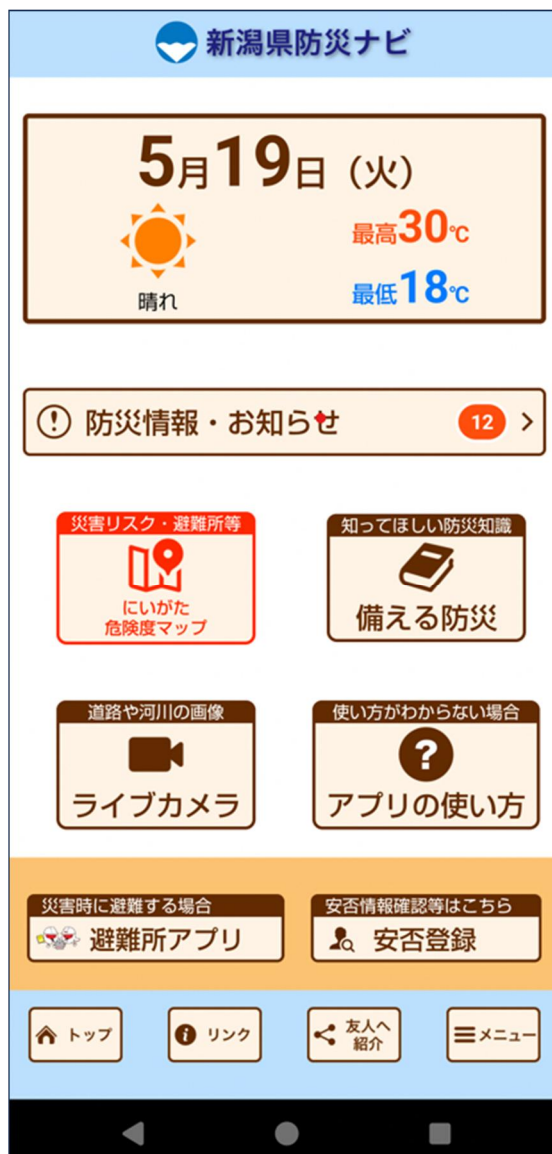 新潟県防災ナビ
5月19日（火）
最高30℃
晴れ
最低18℃
防災情報・お知らせ 12
災害リスク・避難所等
にいがた
危険度マップ
知ってほしい防災知識
備える防災
道路や河川の画像
ライブカメラ
使い方がわからない場合
?
アプリの使い方
災害時に避難する場合
避難所アプリ
安否情報確認等はこちら
安否登録
トップ
リンク
友人へ
紹介
メニュー